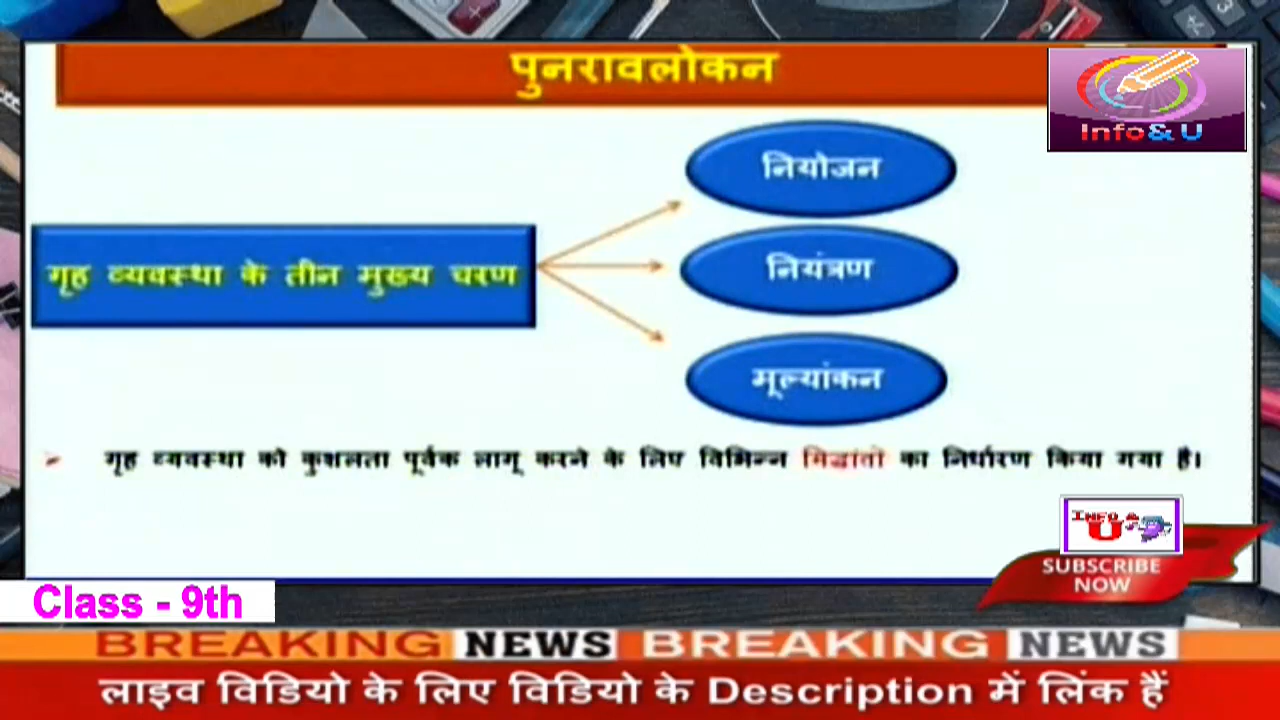 पुनरावलोकन
Info&U
नियोजन
गृह व्यवस्था के तीन मुख्य चरण
नियंत्रण
मूल्यांकन
गृह व्यवस्था को कुशलता पूर्वक लागू करने के लिए विभिन्न सिद्धांतों का निर्धारण किया गया है।
INFO &
U
SUBSCRIBE
NOW
Class - 9th
BREAKING NEWS BREAKING NEWS
लाइव विडियो के लिए विडियो के Description में लिंक हैं